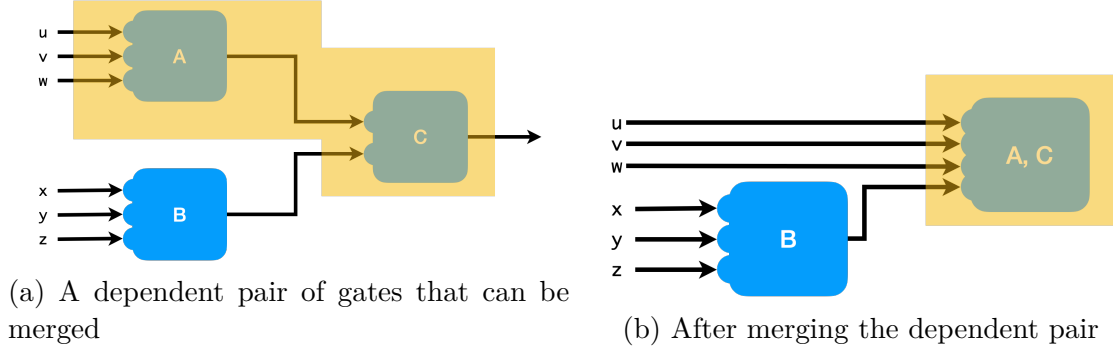 u
v
w
A
C
x
y
z
B
(a) A dependent pair of gates that can be
merged
u
v
w
A, C
x
y
z
B
(b) After merging the dependent pair